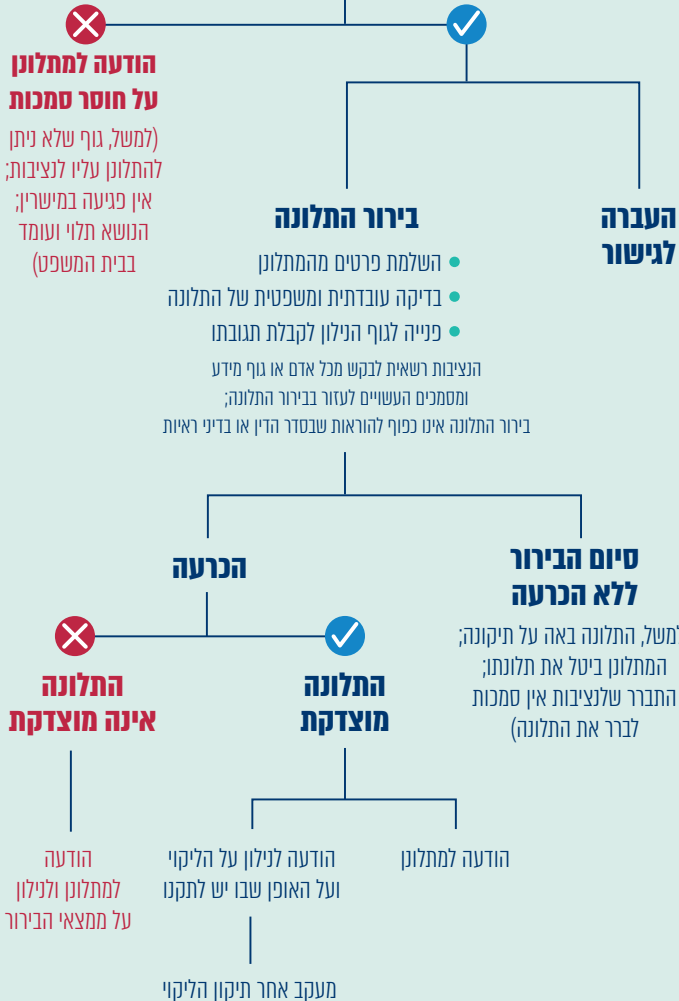 הודעה למתלונן
על חוסר סמכות
(למשל, גוף שלא ניתן
להתלונן עליו לנציבות;
אין פגיעה במישרין;
הנושא תלוי ועומד
בבית המשפט)
העברה
לגישור
בירור התלונה
• השלמת פרטים מהמתלונן
• בדיקה עובדתית ומשפטית של התלונה
• פנייה לגוף הנילון לקבלת תגובתו
הנציבות רשאית לבקש מכל אדם או גוף מידע
ומסמכים העשויים לעזור בבירור התלונה;
בירור התלונה אינו כפוף להוראות שבסדר הדין או בדיני ראיות
סיום הבירור
ללא הכרעה
למשל, התלונה באה על תיקונה;
המתלונן ביטל את תלונתו;
התברר שלנציבות אין סמכות
לברר את התלונה)
הכרעה
התלונה
מוצדקת
התלונה
אינה מוצדקת
הודעה למתלונן
הודעה לנילון על הליקוי
ועל האופן שבו יש לתקנו
הודעה
למתלונן ולנילון
על ממצאי הבירור
מעקב אחר תיקון הליקוי